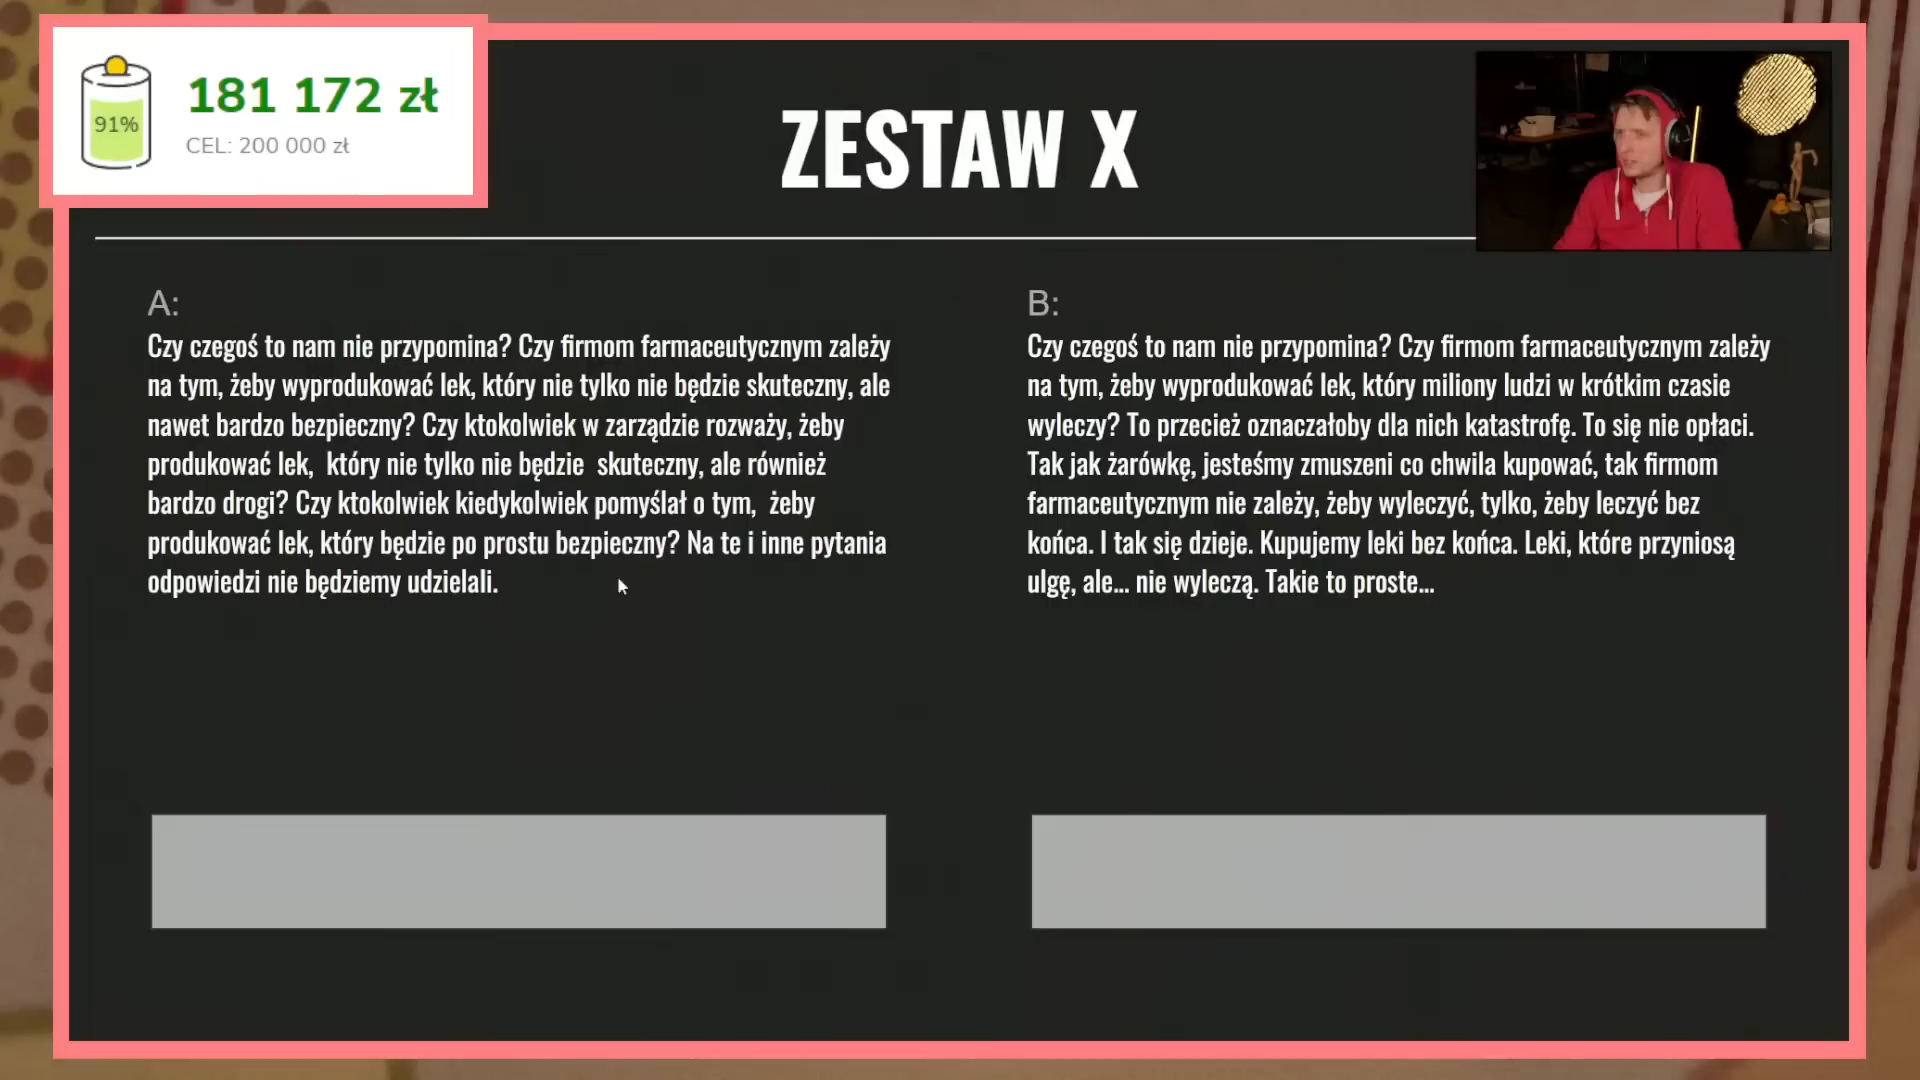 181 172 zł
91%
CEL: 200 000 zł
ZESTAW X
A:
Czy czegoś to nam nie przypomina? Czy firmom farmaceutycznym zależy
na tym, żeby wyprodukować lek, który nie tylko nie będzie skuteczny, ale
nawet bardzo bezpieczny? Czy ktokolwiek w zarządzie rozważy, żeby
produkować lek,  który nie tylko nie będzie  skuteczny, ale również
bardzo drogi? Czy ktokolwiek kiedykolwiek pomyślał o tym,  żeby
produkować lek, który będzie po prostu bezpieczny? Na te i inne pytania
odpowiedzi nie będziemy udzielali.
B:
Czy czegoś to nam nie przypomina? Czy firmom farmaceutycznym zależy
na tym, żeby wyprodukować lek, który miliony ludzi w krótkim czasie
wyleczy? To przecież oznaczałoby dla nich katastrofę. To się nie opłaci.
Tak jak żarówkę, jesteśmy zmuszeni co chwila kupować, tak firmom
farmaceutycznym nie zależy, żeby wyleczyć, tylko, żeby leczyć bez
końca. I tak się dzieje. Kupujemy leki bez końca. Leki, które przyniosą
ulgę, ale... nie wyleczą. Takie to proste...